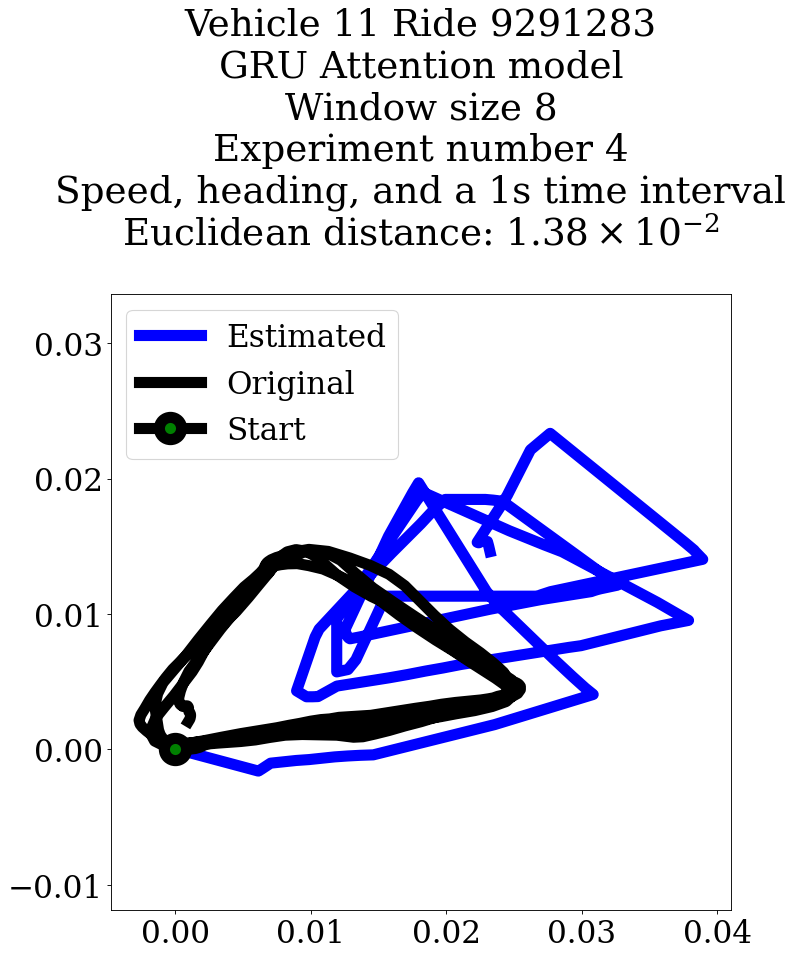 Vehicle 11 Ride 9291283
GRU Attention model
Window size 8
Experiment number 4
Speed, heading, and a 1s time interval
Euclidean distance: 1.38 × 10⁻²
Estimated
Original
Start
0.03
0.02
0.01
0.00
−0.01
0.00 0.01 0.02 0.03 0.04